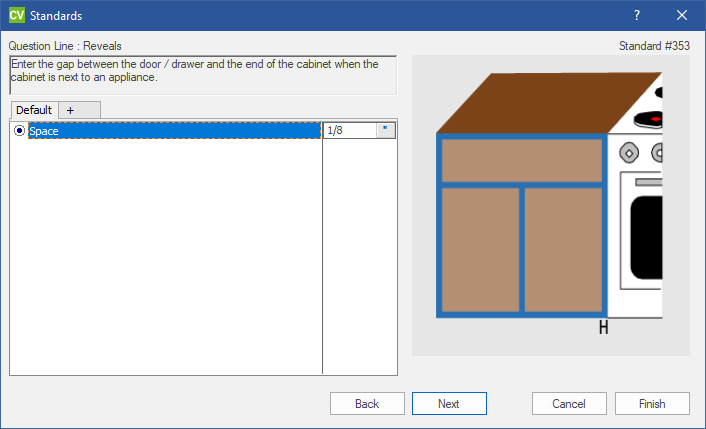 CV Standards ?
Question Line : Reveals Standard #353
Enter the gap between the door / drawer and the end of the cabinet when the
cabinet is next to an appliance.
Default +
Space 1/8 "
H
Back Next Cancel Finish